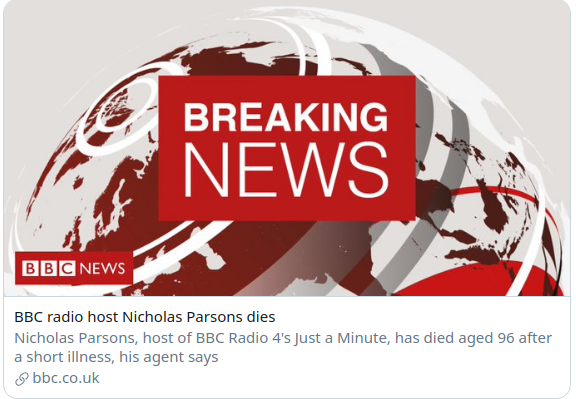 BREAKING
NEWS
BBC NEWS
BBC radio host Nicholas Parsons dies
Nicholas Parsons, host of BBC Radio 4's Just a Minute, has died aged 96 after
a short illness, his agent says
bbc.co.uk